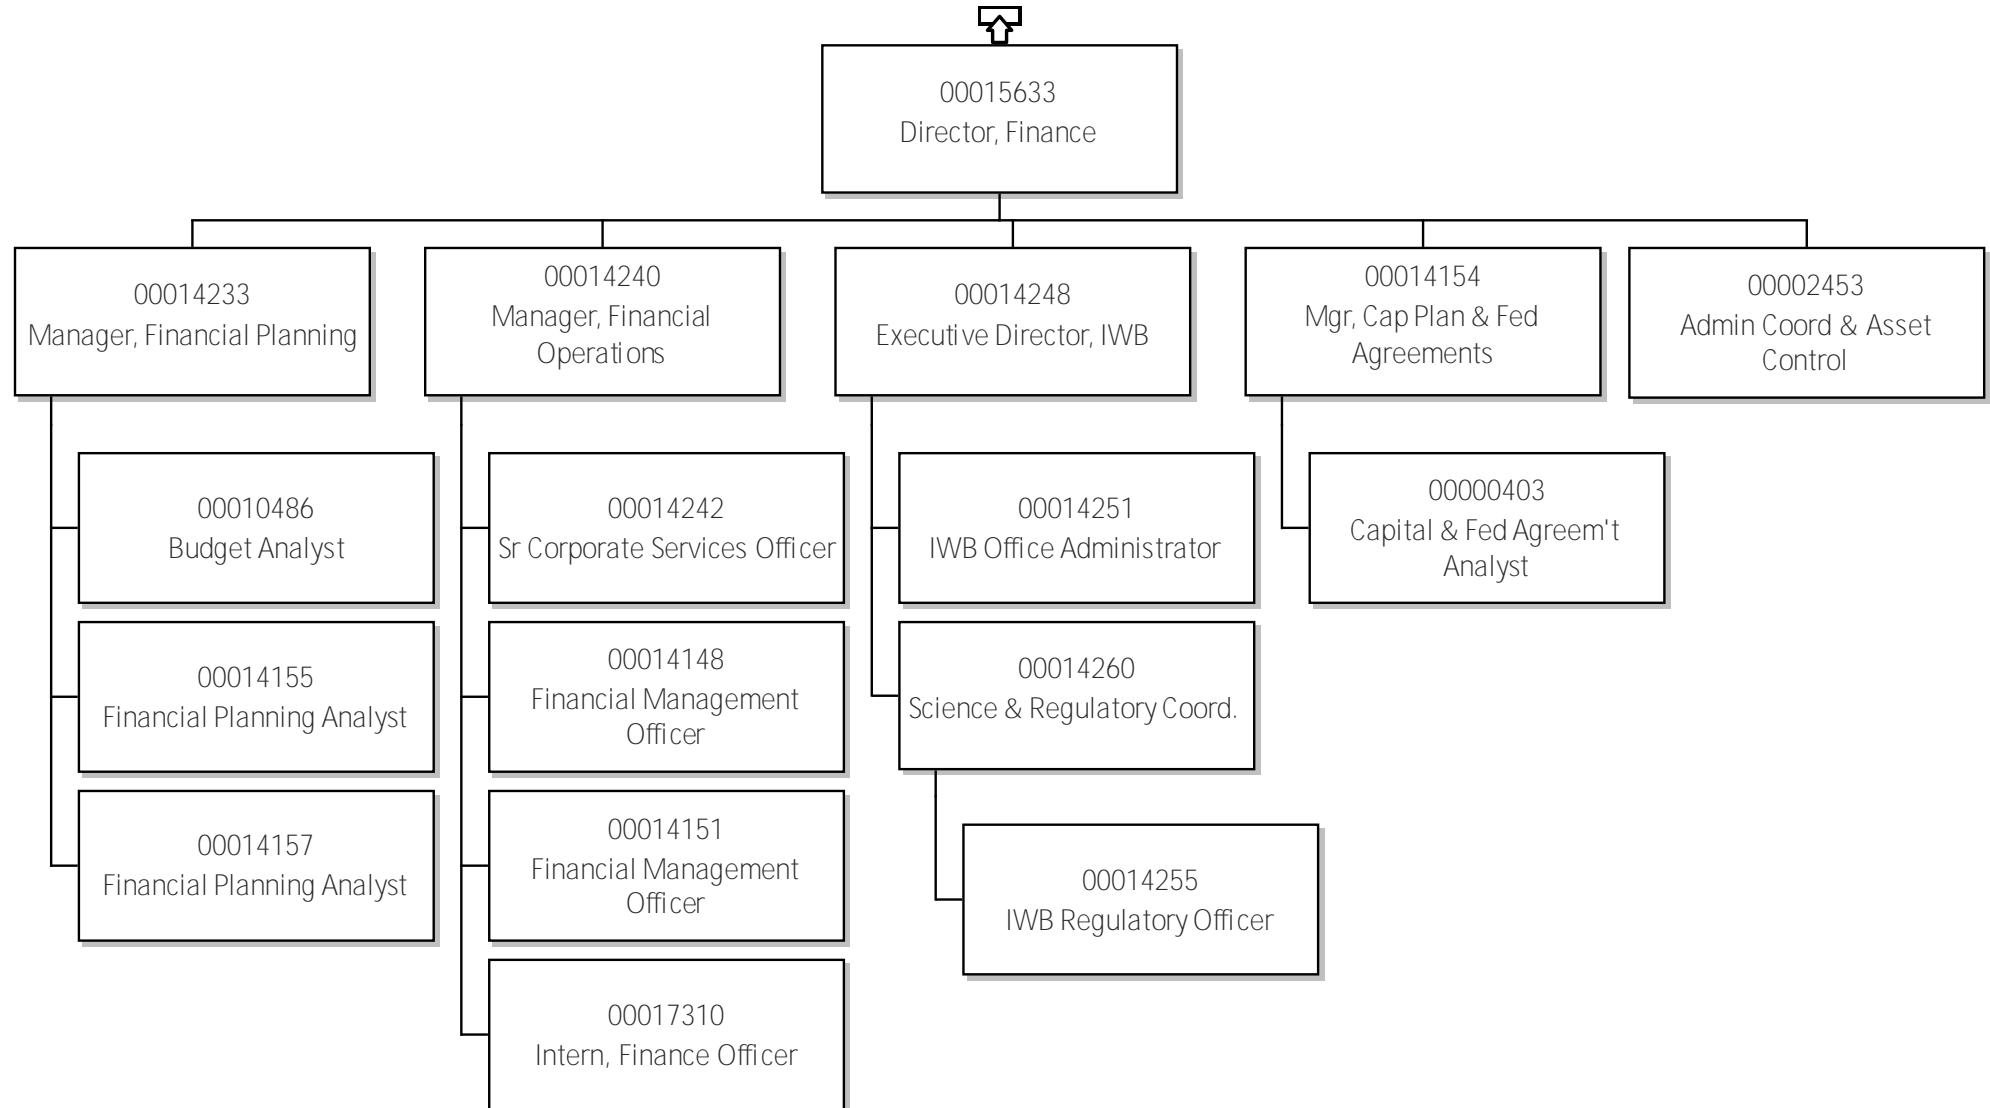 00015633
Director, Finance
00014233
Manager, Financial Planning
00014240
Manager, Financial
Operations
00014248
Executive Director, IWB
00014154
Mgr, Cap Plan & Fed
Agreements
00002453
Admin Coord & Asset
Control
00010486
Budget Analyst
00014155
Financial Planning Analyst
00014157
Financial Planning Analyst
00014242
Sr Corporate Services Officer
00014148
Financial Management
Officer
00014151
Financial Management
Officer
00017310
Intern, Finance Officer
00014251
IWB Office Administrator
00014260
Science & Regulatory Coord.
00014255
IWB Regulatory Officer
00000403
Capital & Fed Agreem't
Analyst